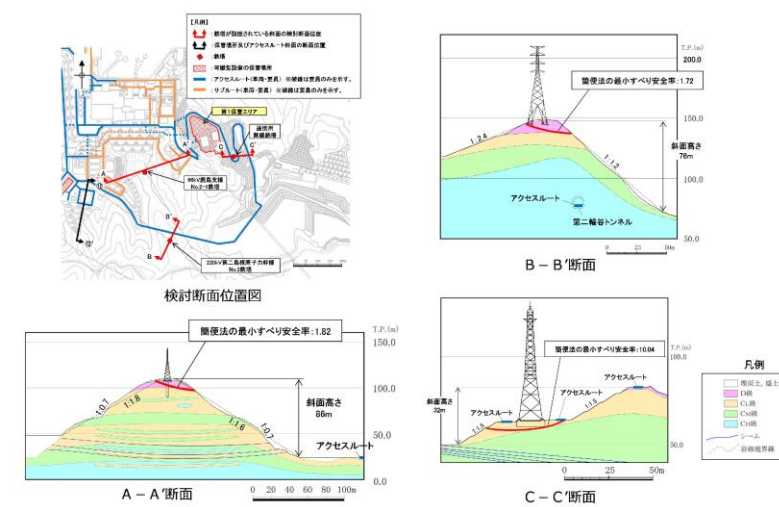 【凡例】
：鉄塔が設置されている斜面の検討断面位置
：保管場所及びアクセスルート斜面の断面位置
：鉄塔
：可搬型設備の保管場所
：アクセスルート(車両・要員) ※破線は要員のみを示す。
：サブルート(車両・要員) ※破線は要員のみを示す。
第1保管エリア
通信用
無線鉄塔
A
A'
C
C'
⑫
⑫'
66kV鹿島支線
No.2-1鉄塔
B'
B
220kV第二島根原子力幹線
No.2鉄塔
検討断面位置図
T.P.(m)
200.0
簡便法の最小すべり安全率：1.72
150.0
1:2.4
1:1.2
斜面高さ
76m
100.0
アクセスルート
第二輪谷トンネル
50.0
0 25 50m
B－B'断面
簡便法の最小すべり安全率：1.82
T.P.(m)
150.0
100.0
1:0.7
1:1.8
1:1.6
1:0.7
斜面高さ
86m
50.0
アクセスルート
0.0
A－A'断面
0 20 40 60 80 100m
T.P.(m)
簡便法の最小すべり安全率：10.04
100.0
アクセスルート
斜面高さ
32m
アクセスルート
アクセスルート
1:1.5
1:1.5
50.0
0 25 50m
C－C'断面
凡例
埋戻土，盛土
D級
CL級
CM級
CH級
シーム
岩級境界線